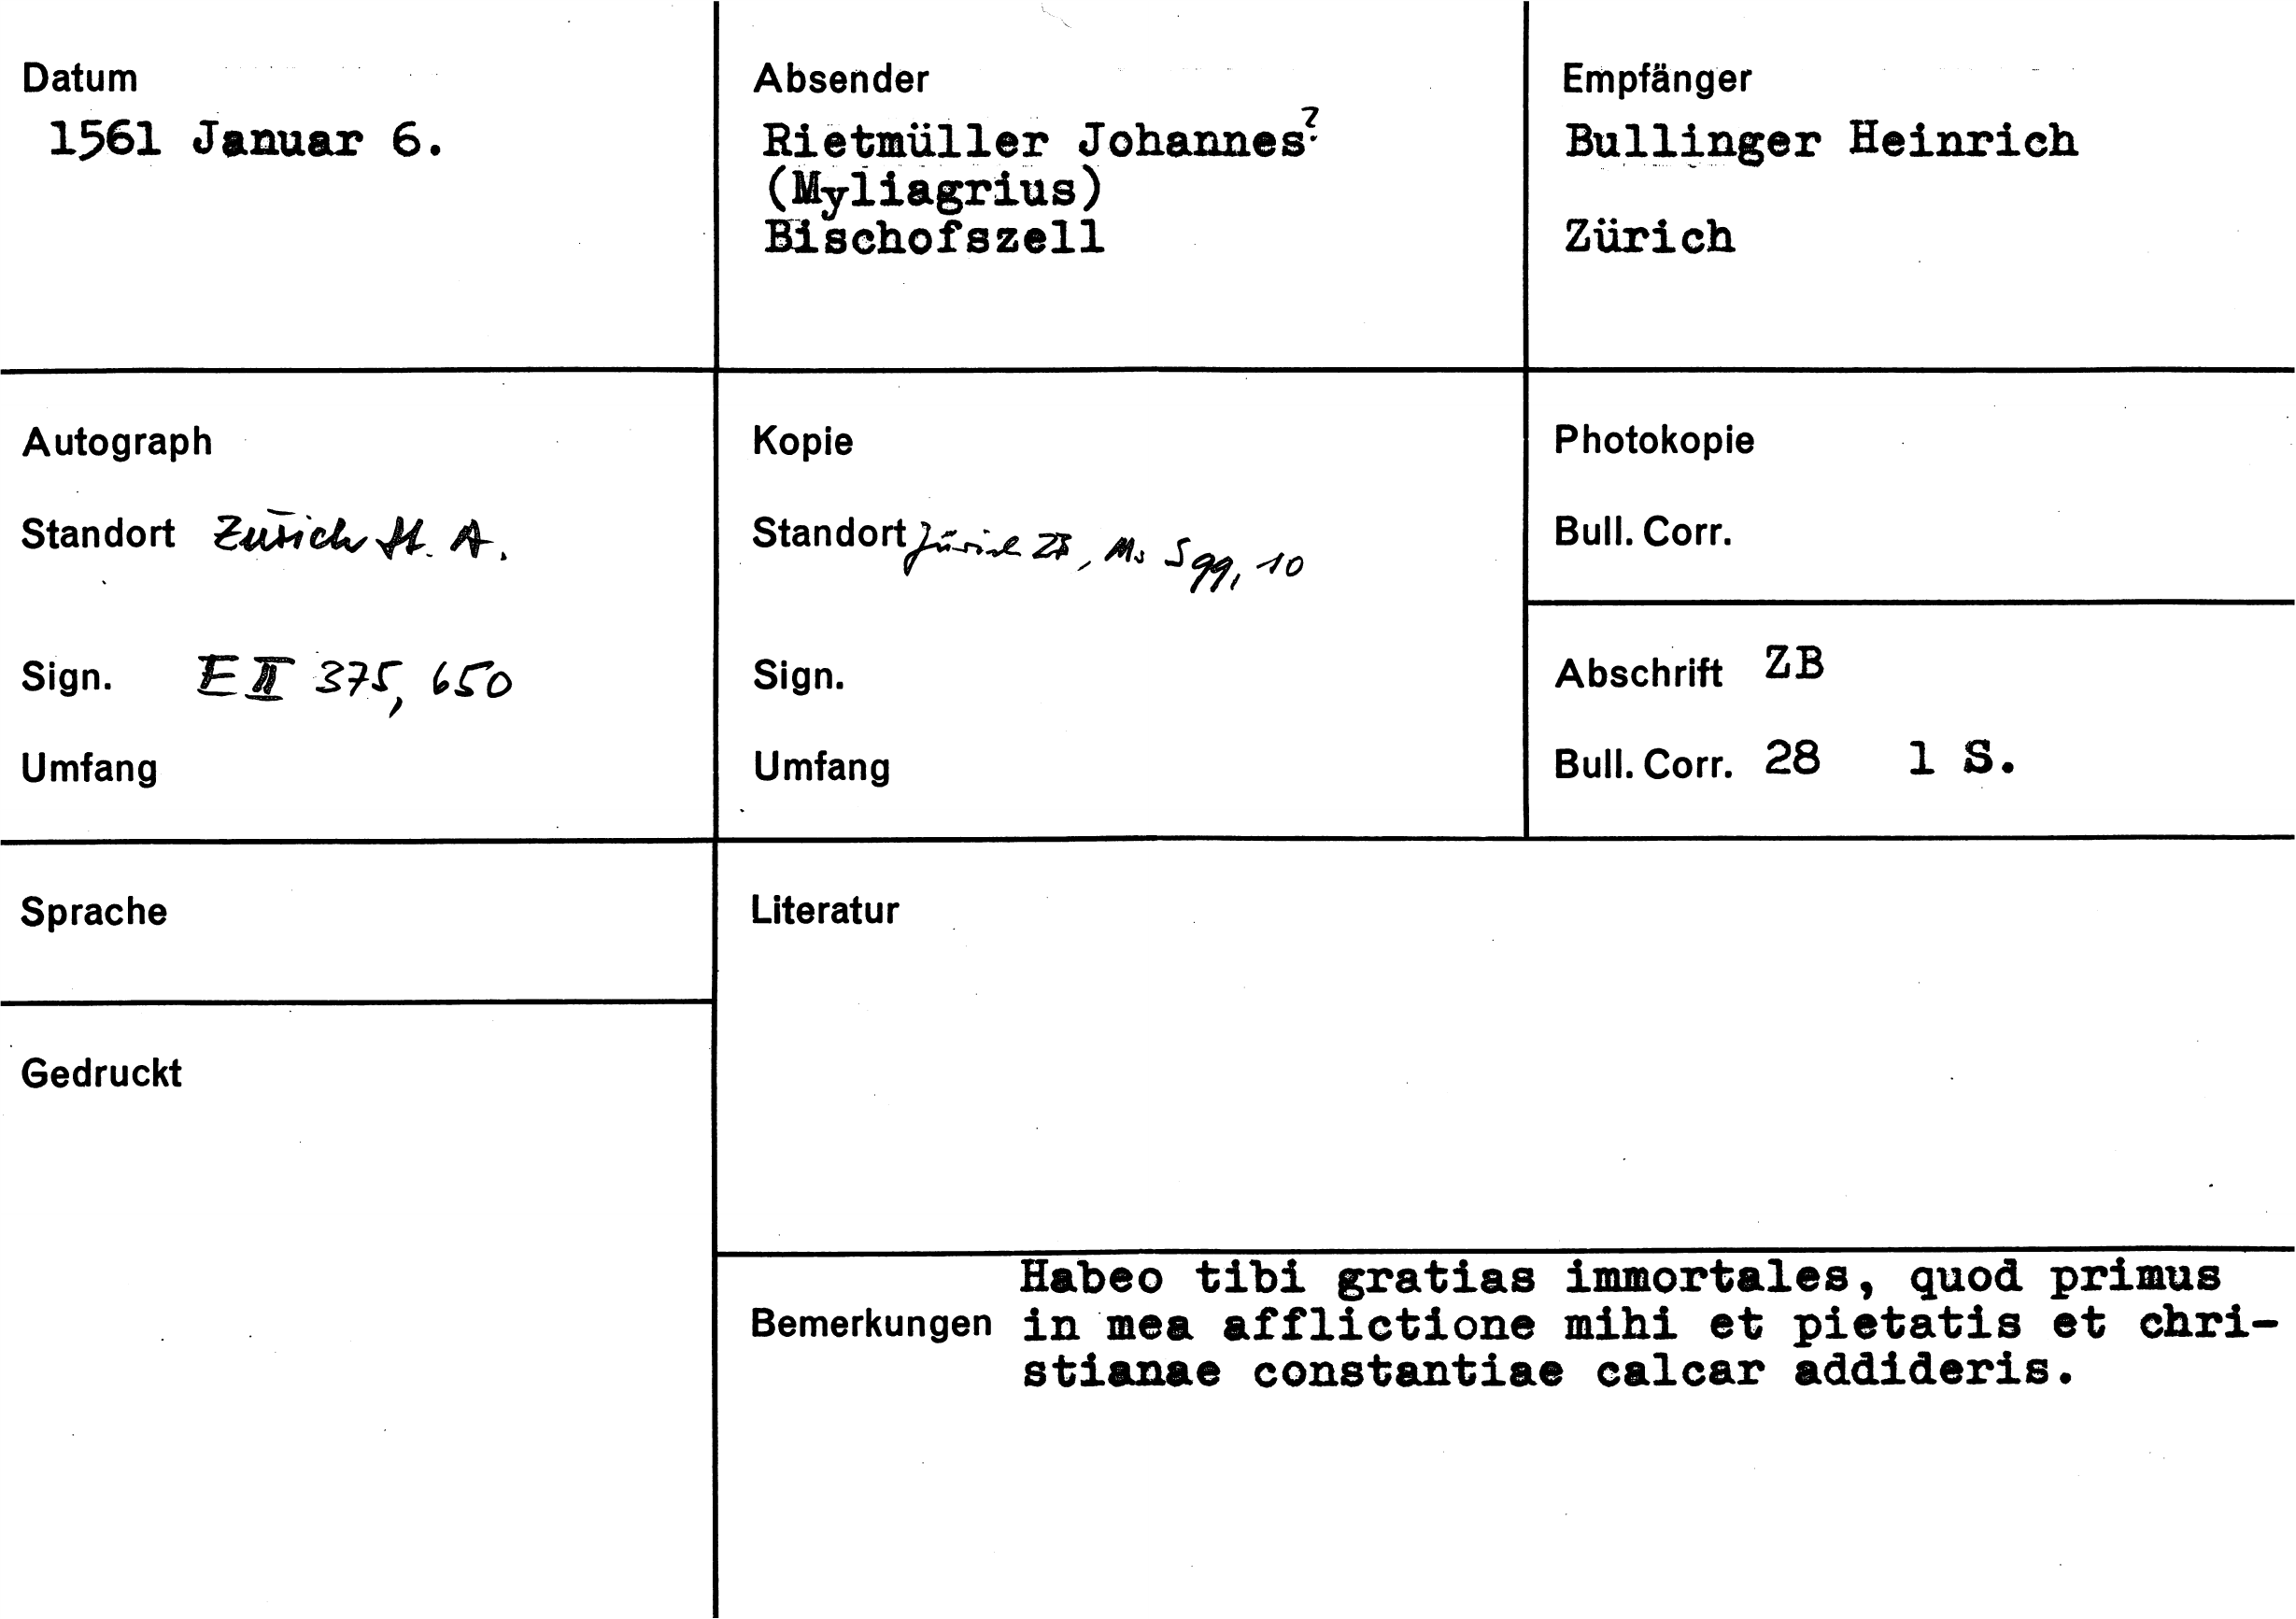 Datum
1561 Januar 6.
Absender
Rietmüller Johannes?
(Myliagrius)
Bischofszell
Empfänger
Bullinger Heinrich
Zürich
Autograph
Standort Zürich St. A.
Sign. E II 375, 650
Umfang
Kopie
Standort Zürich ZB, Ms S 99, 10
Sign.
Umfang
Photokopie
Bull. Corr.
Abschrift ZB
Bull. Corr. 28 1 S.
Sprache
Gedruckt
Literatur
Bemerkungen
Habeo tibi gratias immortales, quod primus
in mea afflictione mihi et pietatis et chri-
stianae constantiae calcar addideris.